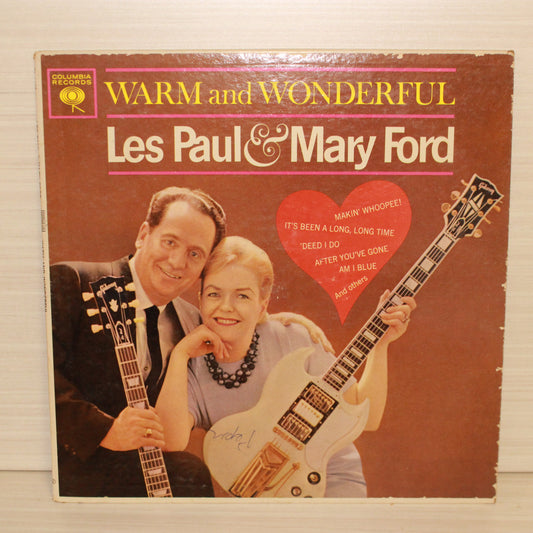 COLUMBIA
RECORDS
WARM and WONDERFUL
Les Paul & Mary Ford
MAKIN' WHOOPEE!
IT'S BEEN A LONG, LONG TIME
'DEED I DO
AFTER YOU'VE GONE
AM I BLUE
And others
Gibson